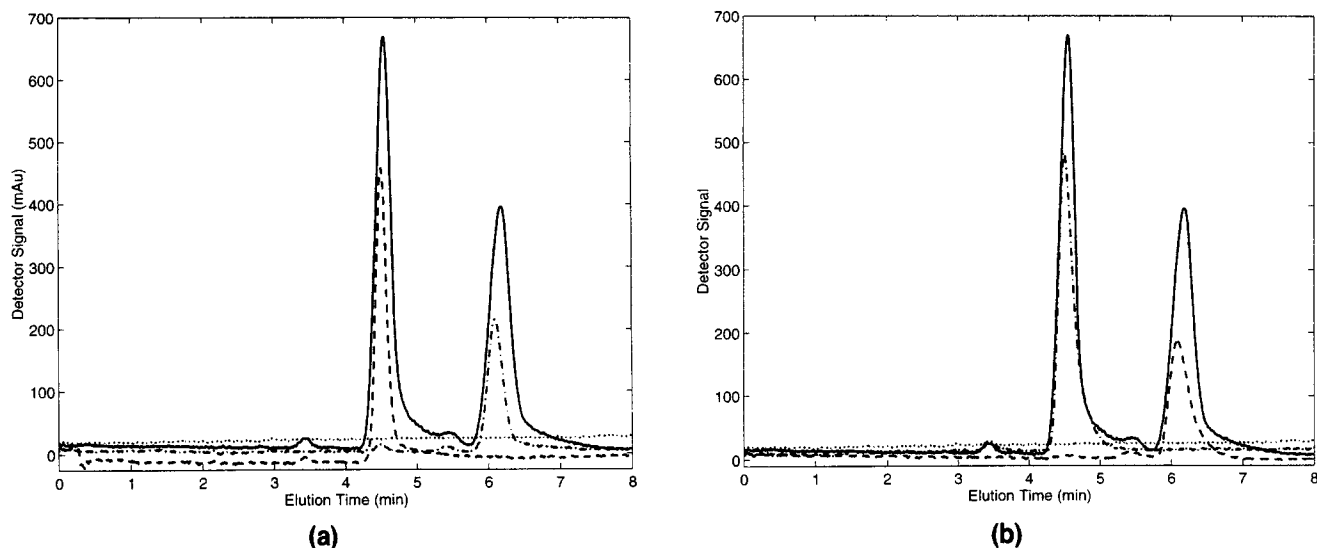 700
600
500
400
300
200
100
0
Detector Signal (mAu)
0 1 2 3 4 5 6 7 8
Elution Time (min)
(a)
700
600
500
400
300
200
100
0
Detector Signal
0 1 2 3 4 5 6 7 8
Elution Time (min)
(b)